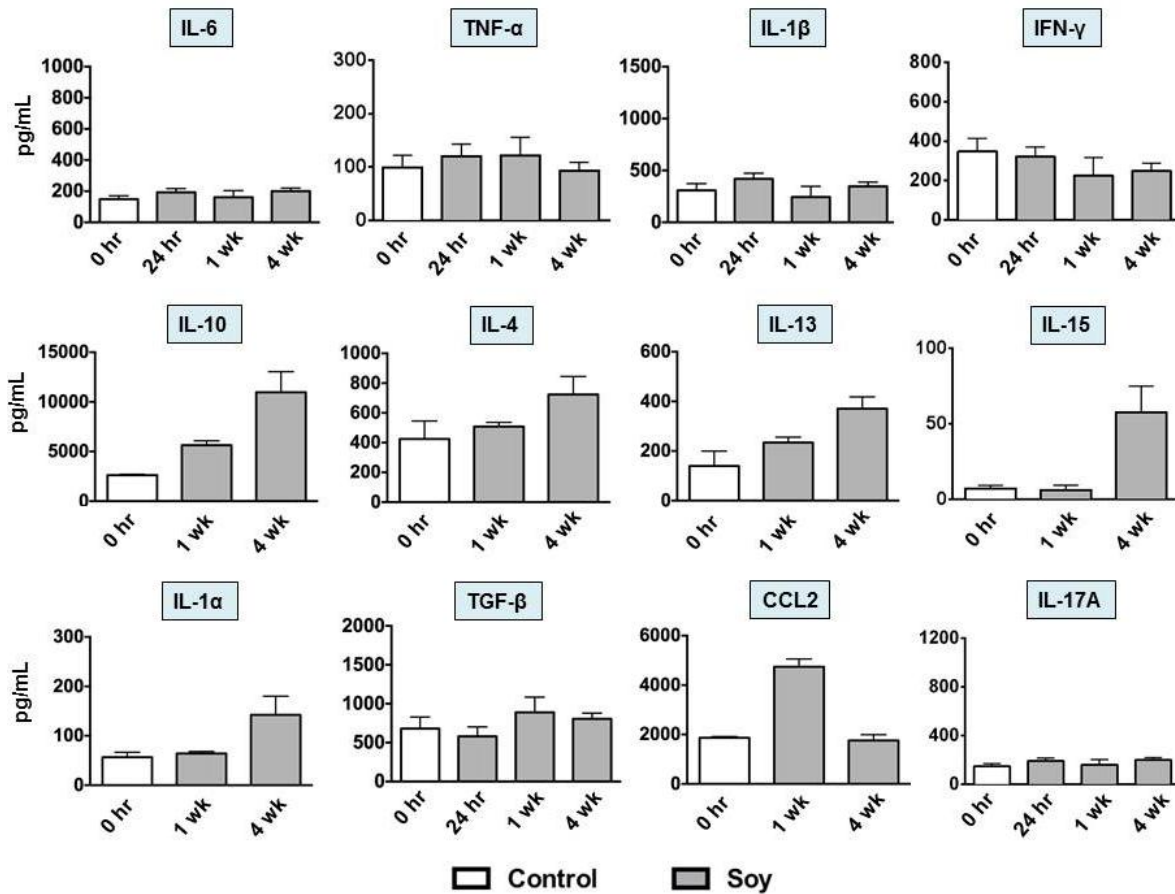 IL-6 TNF-α IL-1β IFN-γ
pg/mL
1000
800
600
400
200
0
0 hr 24 hr 1 wk 4 wk
300
200
100
0
0 hr 24 hr 1 wk 4 wk
1500
1000
500
0
0 hr 24 hr 1 wk 4 wk
800
600
400
200
0
0 hr 24 hr 1 wk 4 wk
IL-10 IL-4 IL-13 IL-15
pg/mL
15000
10000
5000
0
0 hr 1 wk 4 wk
1000
800
600
400
200
0
0 hr 1 wk 4 wk
600
400
200
0
0 hr 1 wk 4 wk
100
50
0
0 hr 1 wk 4 wk
IL-1α TGF-β CCL2 IL-17A
pg/mL
300
200
100
0
0 hr 1 wk 4 wk
2000
1500
1000
500
0
0 hr 24 hr 1 wk 4 wk
6000
4000
2000
0
0 hr 1 wk 4 wk
1200
800
400
0
0 hr 24 hr 1 wk 4 wk
Control Soy